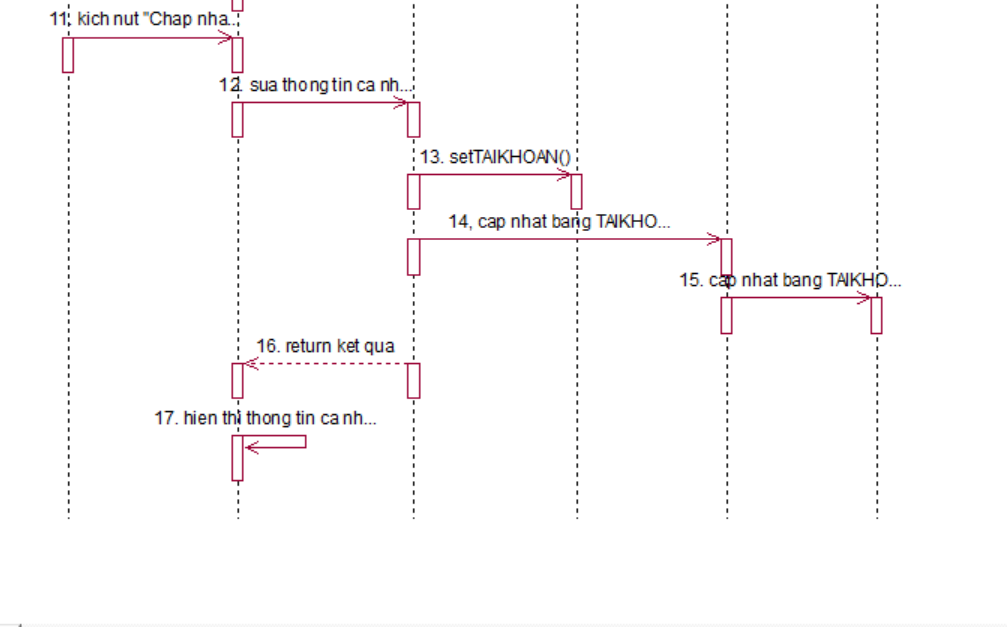 11. kich nut "Chap nha...
12. sua thong tin ca nh...
13. setTAIKHOAN()
14, cap nhat bang TAIKHO...
15. cap nhat bang TAIKHO...
16. return ket qua
17. hien thi thong tin ca nh...